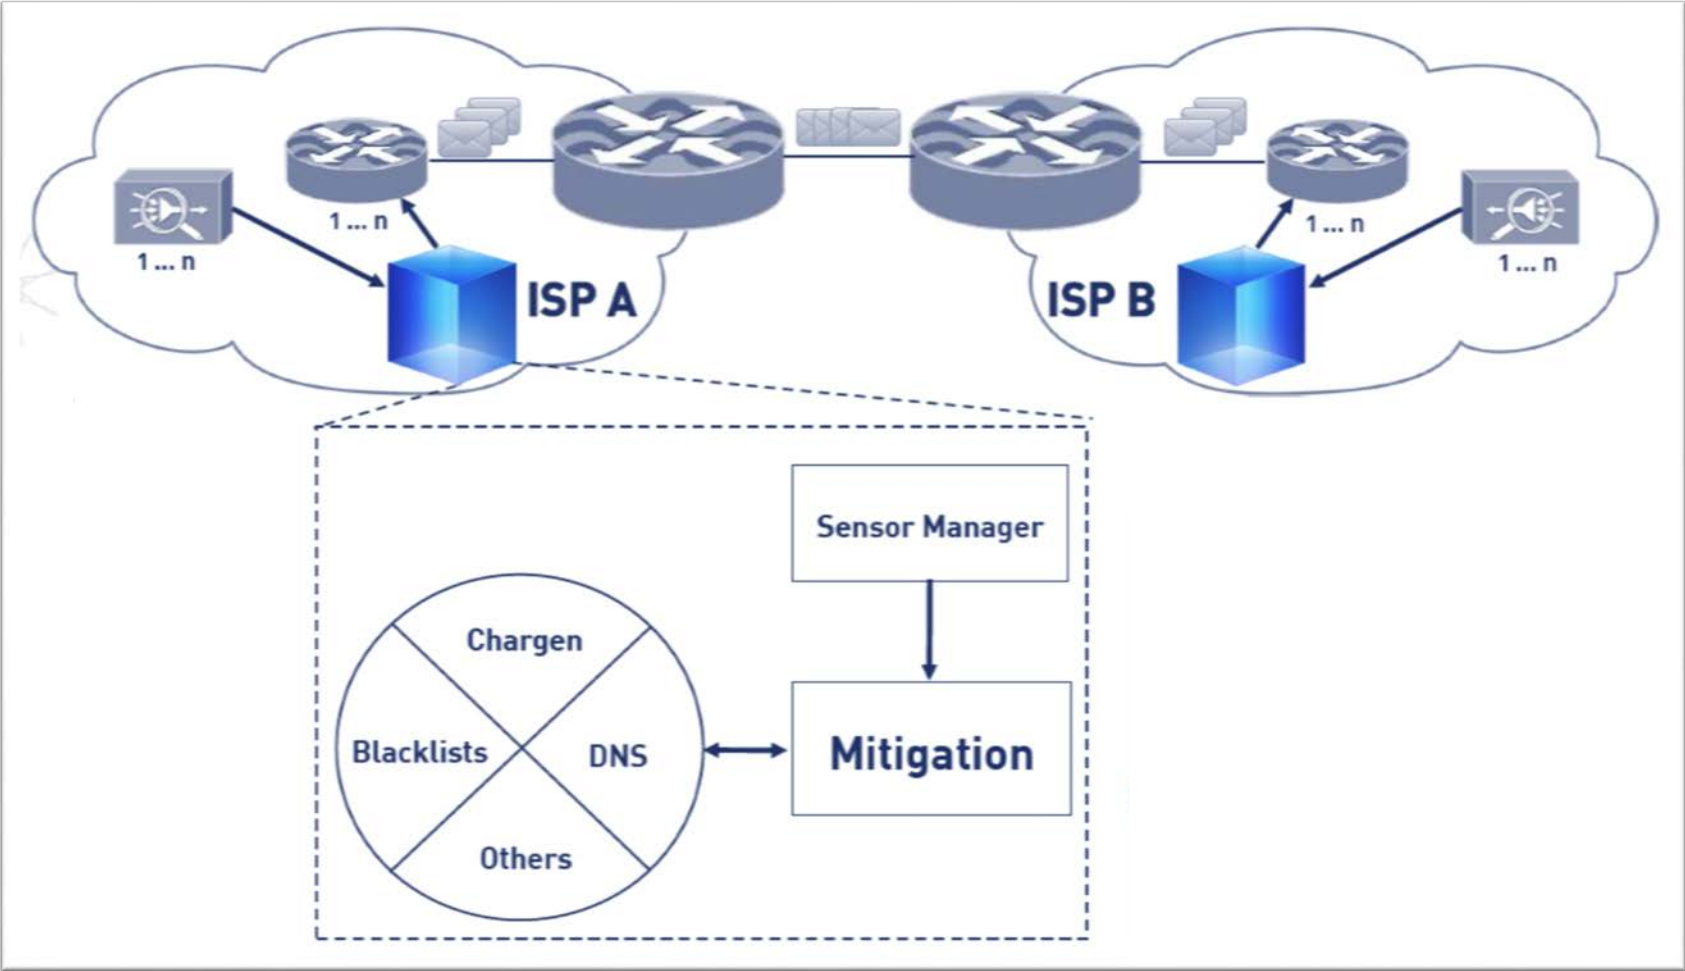 1 ... n
1 ... n
ISP A
ISP B
1 ... n
1 ... n
Sensor Manager
Chargen
Blacklists
DNS
Mitigation
Others